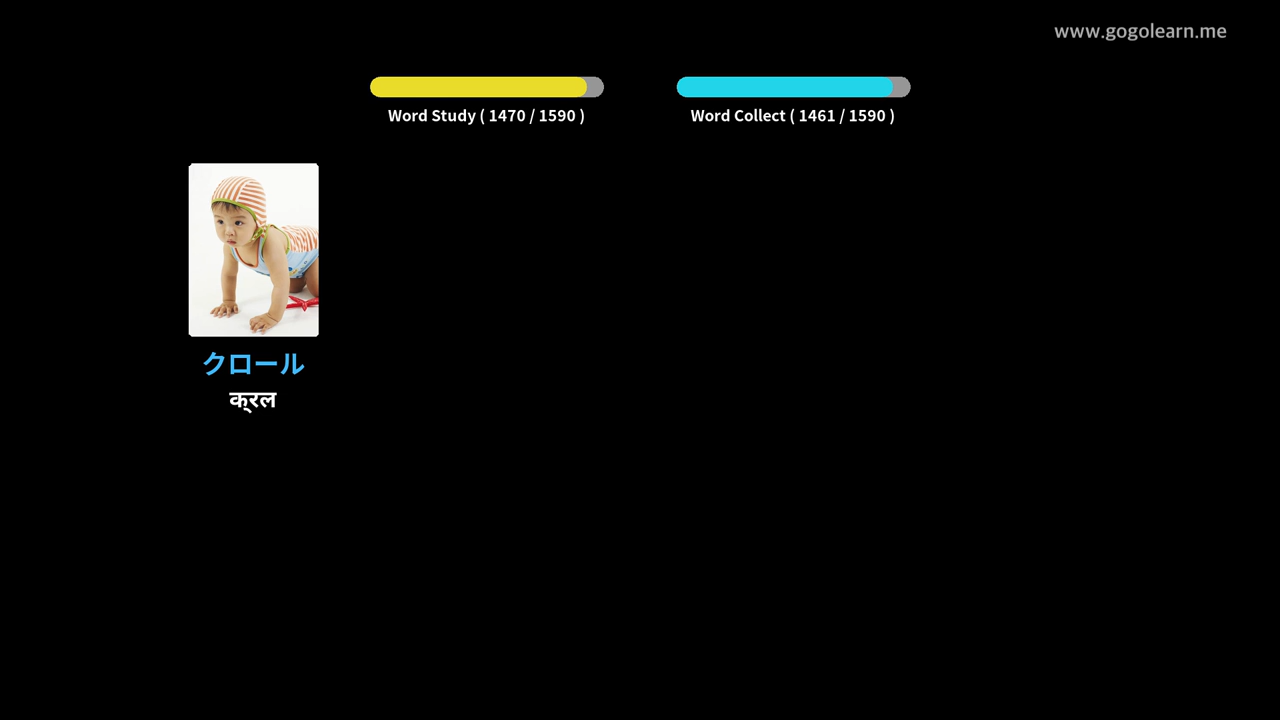 www.gogolearn.me
Word Study ( 1470 / 1590 )
Word Collect ( 1461 / 1590 )
クロール
क्रल